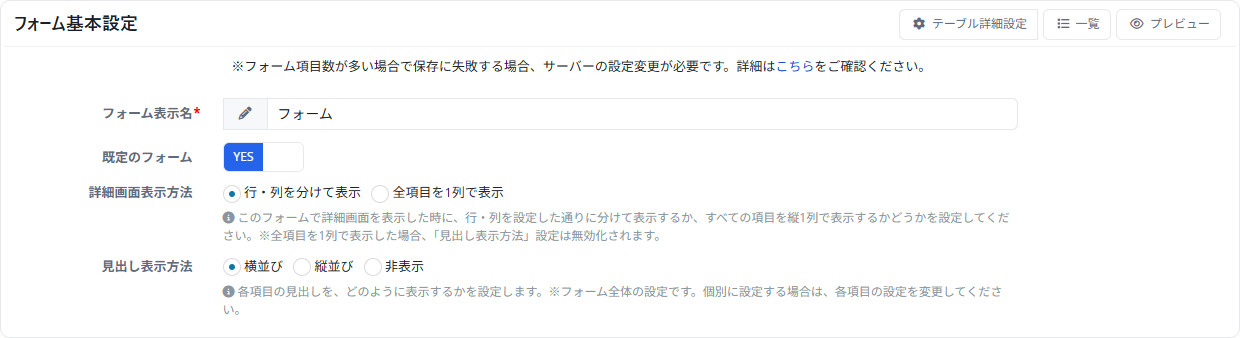 フォーム基本設定
テーブル詳細設定
一覧
プレビュー
※フォーム項目数が多い場合で保存に失敗する場合、サーバーの設定変更が必要です。詳細はこちらをご確認ください。
フォーム表示名*
フォーム
既定のフォーム
YES
詳細画面表示方法
行・列を分けて表示 全項目を1列で表示
このフォームで詳細画面を表示した時に、行・列を設定した通りに分けて表示するか、すべての項目を縦1列で表示するかどうかを設定してくだ
さい。※全項目を1列で表示した場合、「見出し表示方法」設定は無効化されます。
見出し表示方法
横並び 縦並び 非表示
各項目の見出しを、どのように表示するかを設定します。※フォーム全体の設定です。個別に設定する場合は、各項目の設定を変更してくださ
い。